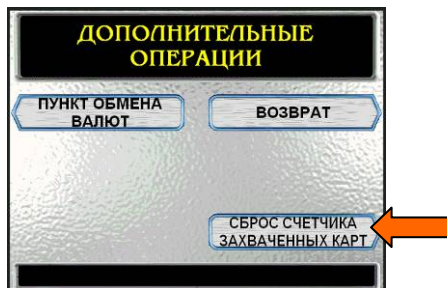 ДОПОЛНИТЕЛЬНЫЕ
ОПЕРАЦИИ
ПУНКТ ОБМЕНА
ВАЛЮТ
ВОЗВРАТ
СБРОС СЧЕТЧИКА
ЗАХВАЧЕННЫХ КАРТ